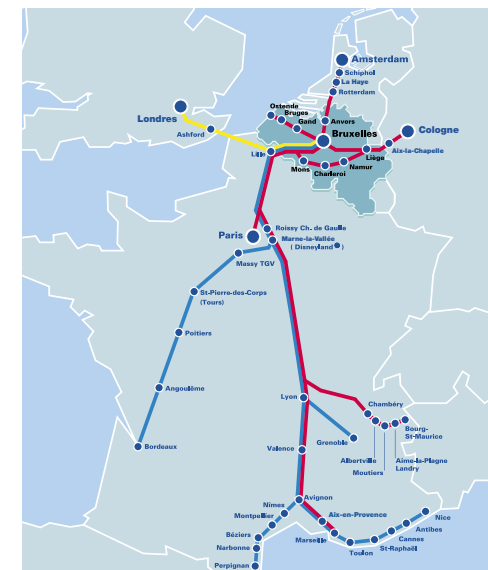 Amsterdam
Schiphol
La Haye
Rotterdam
Ostende
Bruges
Gand
Anvers
Londres
Ashford
Bruxelles
Cologne
Lille
Mons
Charleroi
Namur
Liège
Aix-la-Chapelle
Paris
Roissy Ch. de Gaulle
Marne-la-Vallée
( Disneyland )
Massy TGV
St-Pierre-des-Corps
(Tours)
Poitiers
Angoulême
Bordeaux
Lyon
Chambéry
Bourg-
St-Maurice
Grenoble
Albertville
Aime-la-Plagne
Landry
Moutiers
Valence
Avignon
Nîmes
Montpellier
Aix-en-Provence
Nice
Antibes
Cannes
St-Raphaël
Toulon
Marseille
Béziers
Narbonne
Perpignan